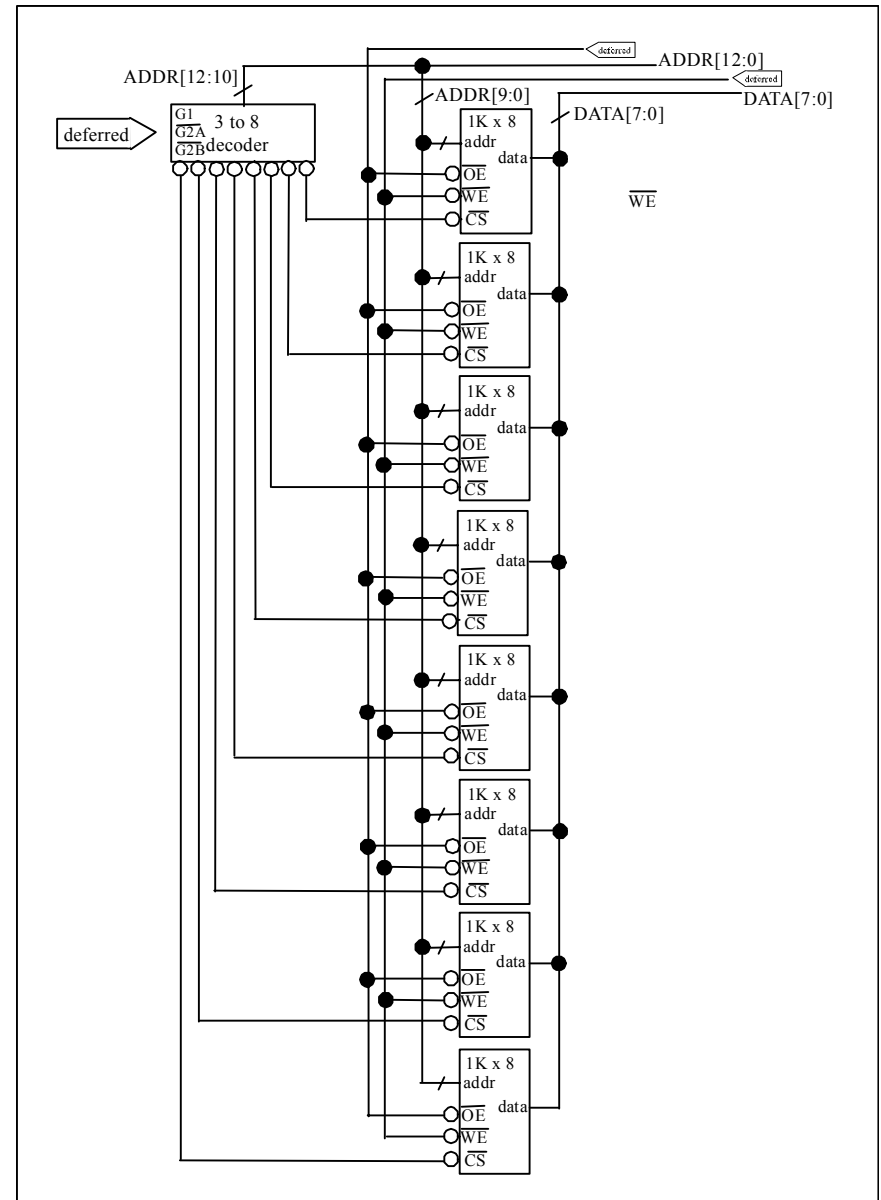 deferred
ADDR[12:0]
ADDR[12:10]
deferred
DATA[7:0]
ADDR[9:0]
DATA[7:0]
deferred
G1
G2A
G2B
3 to 8
decoder
1K x 8
addr
data
OE
WE
CS
WE
1K x 8
addr
data
OE
WE
CS
1K x 8
addr
data
OE
WE
CS
1K x 8
addr
data
OE
WE
CS
1K x 8
addr
data
OE
WE
CS
1K x 8
addr
data
OE
WE
CS
1K x 8
addr
data
OE
WE
CS
1K x 8
addr
data
OE
WE
CS